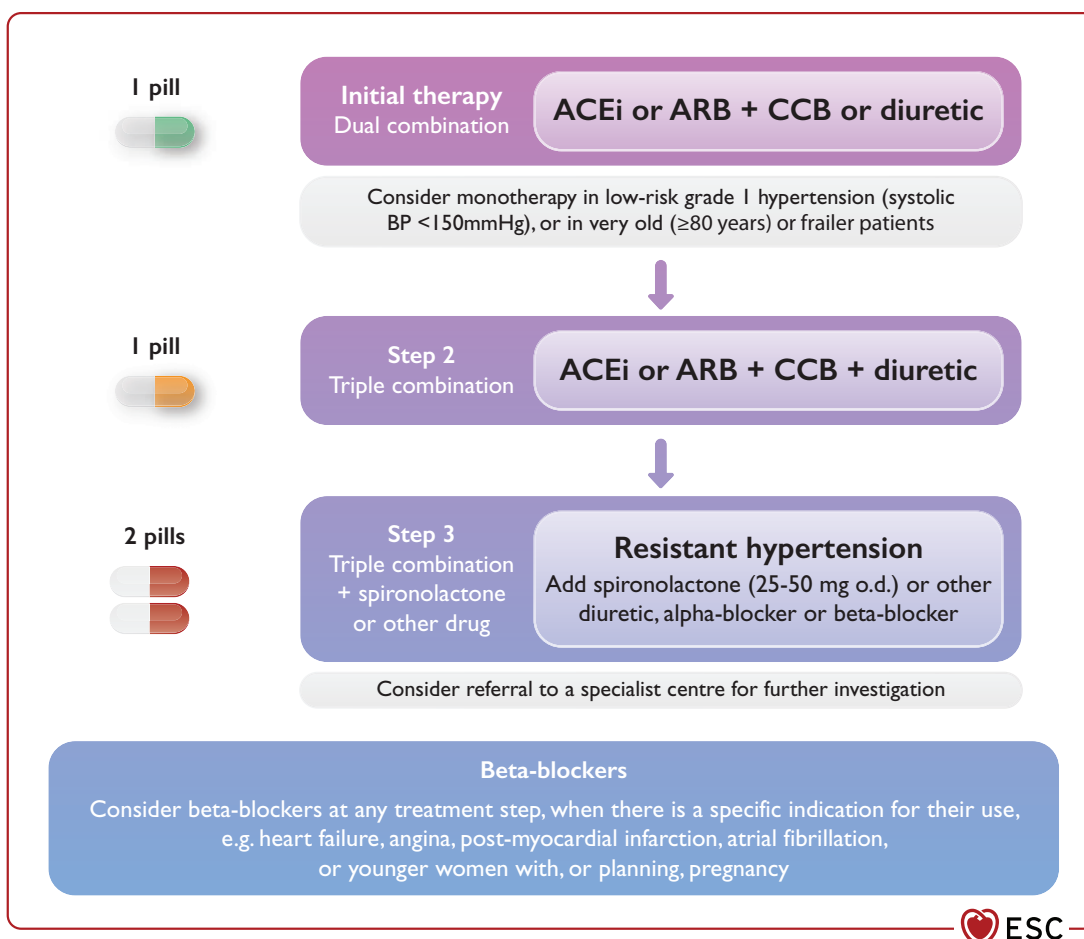 1 pill
Initial therapy
Dual combination
ACEi or ARB + CCB or diuretic
Consider monotherapy in low-risk grade 1 hypertension (systolic
BP <150mmHg), or in very old (≥80 years) or frailer patients
1 pill
Step 2
Triple combination
ACEi or ARB + CCB + diuretic
2 pills
Step 3
Triple combination
+ spironolactone
or other drug
Resistant hypertension
Add spironolactone (25-50 mg o.d.) or other
diuretic, alpha-blocker or beta-blocker
Consider referral to a specialist centre for further investigation
Beta-blockers
Consider beta-blockers at any treatment step, when there is a specific indication for their use,
e.g. heart failure, angina, post-myocardial infarction, atrial fibrillation,
or younger women with, or planning, pregnancy
ESC